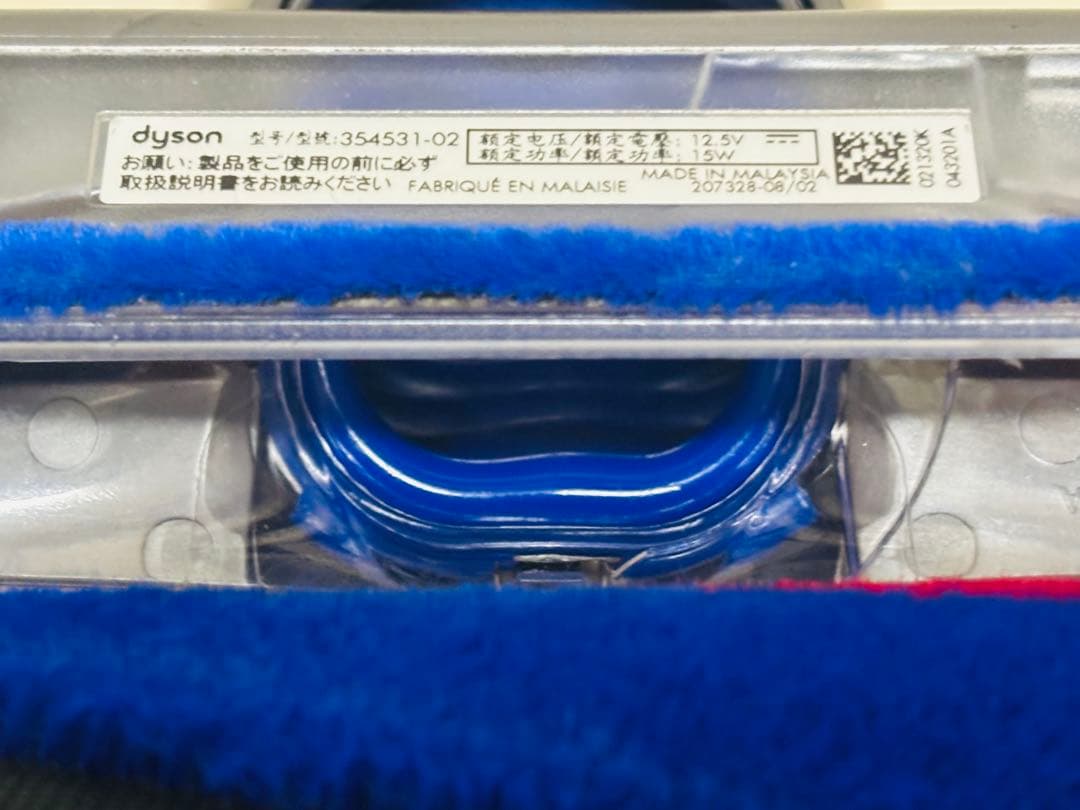 dyson 型号/型號:354531-02
お願い: 製品をご使用の前に必ず
取扱説明書をお読みください FABRIQUÉ EN MALAISIE
额定电压/額定電壓: 12.5V
额定功率/額定功率: 15W
MADE IN MALAYSIA
207328-08/02
021320K
043201IA